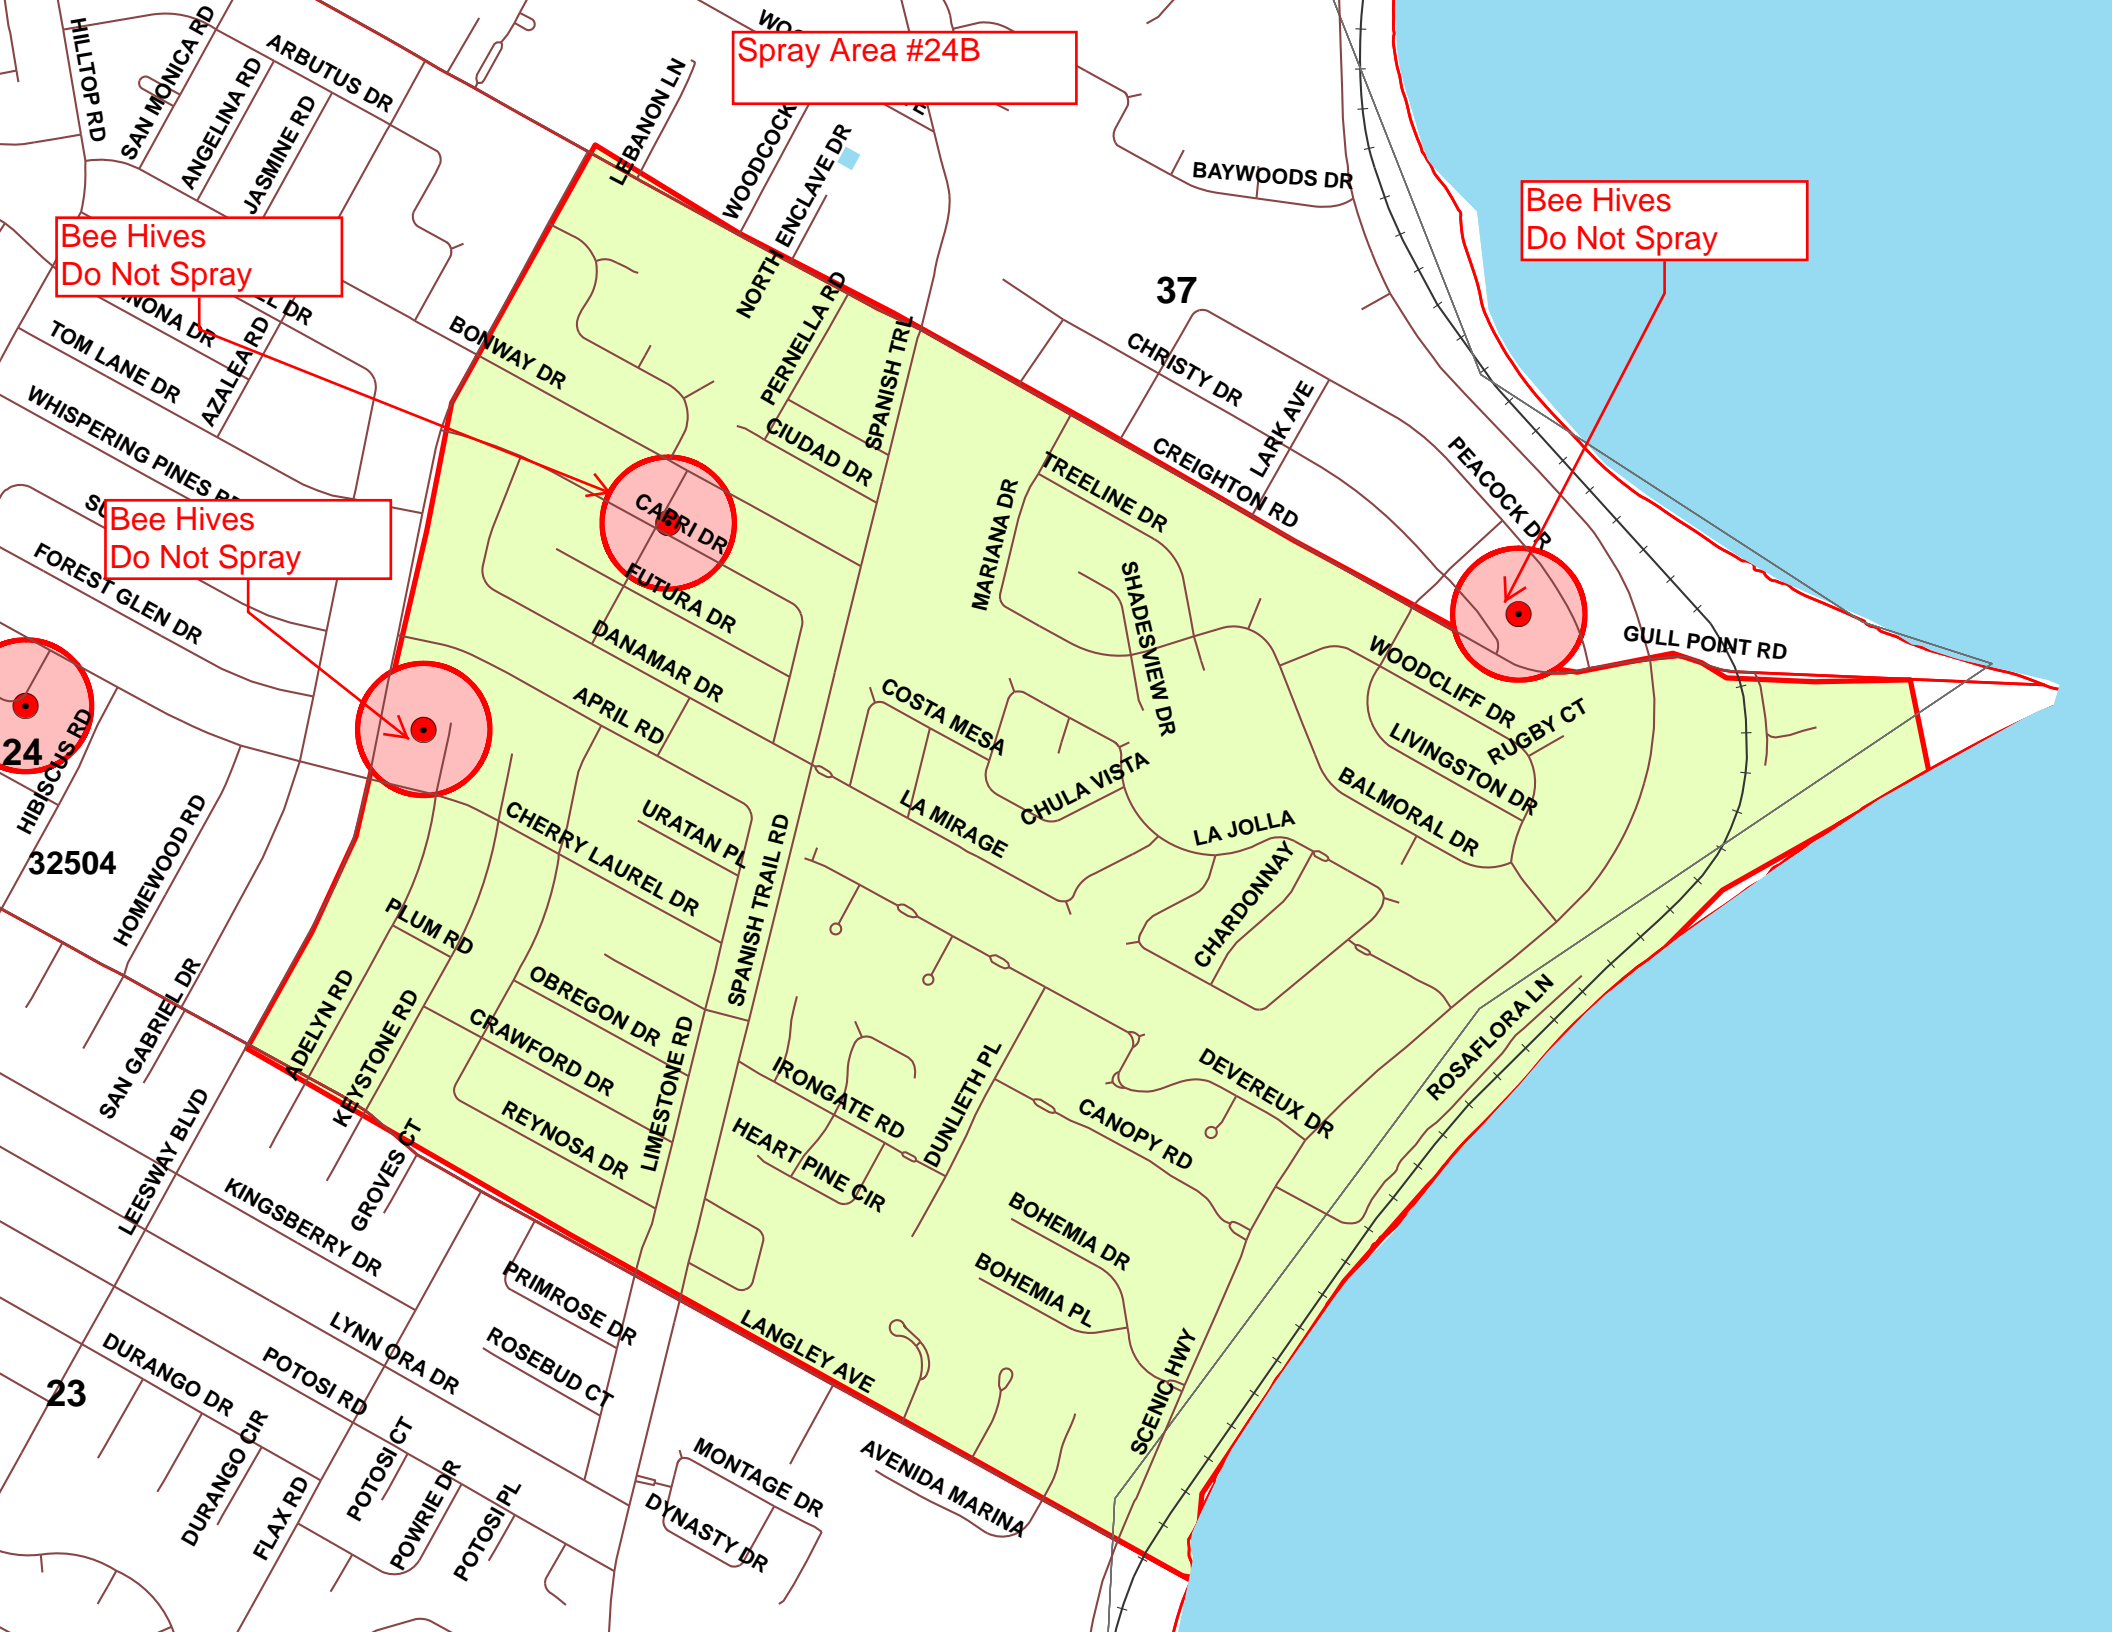 HILLTOP RD
SAN MONICA RD
ANGELINA RD
JASMINE RD
ARBUTUS DR
LEBANON LN
Spray Area #24B
WOODCOCK
NORTH ENCLAVE DR
BAYWOODS DR
Bee Hives
Do Not Spray
Bee Hives
Do Not Spray
37
TOM LANE DR
AZALEA RD
BONWAY DR
PERNELLA RD
SPANISH TRL
CHRISTY DR
LARK AVE
WHISPERING PINES
CIUDAD DR
CREIGHTON RD
PEACOCK DR
TREELINE DR
MARIANA DR
CAPRI DR
Bee Hives
Do Not Spray
FOREST GLEN DR
FUTURA DR
SHADESVIEW DR
DANAMAR DR
GULL POINT RD
WOODCLIFF DR
RUGBY CT
LIVINGSTON DR
BALMORAL DR
APRIL RD
COSTA MESA
CHULA VISTA
24
HIBISCUS RD
LA MIRAGE
LA JOLLA
CHARDONNAY
32504
HOMEWOOD RD
CHERRY LAUREL DR
URATAN PL
SPANISH TRAIL RD
PLUM RD
SAN GABRIEL DR
ADELYN RD
KEYSTONE RD
OBREGON DR
CRAWFORD DR
REYNOSA DR
LIMESTONE RD
IRONGATE RD
HEART PINE CIR
DUNLIETH PL
CANOPY RD
DEVEREUX DR
ROSAFLORA LN
LEESWAY BLVD
GROVES CT
KINGSBERRY DR
BOHEMIA DR
BOHEMIA PL
PRIMROSE DR
ROSEBUD CT
LANGLEY AVE
SCENIC HWY
LYNN ORA DR
DURANGO DR
POTOSI RD
23
DURANGO CIR
FLAX RD
POTOSI CT
POWRIE DR
POTOSI PL
MONTAGE DR
DYNASTY DR
AVENIDA MARINA